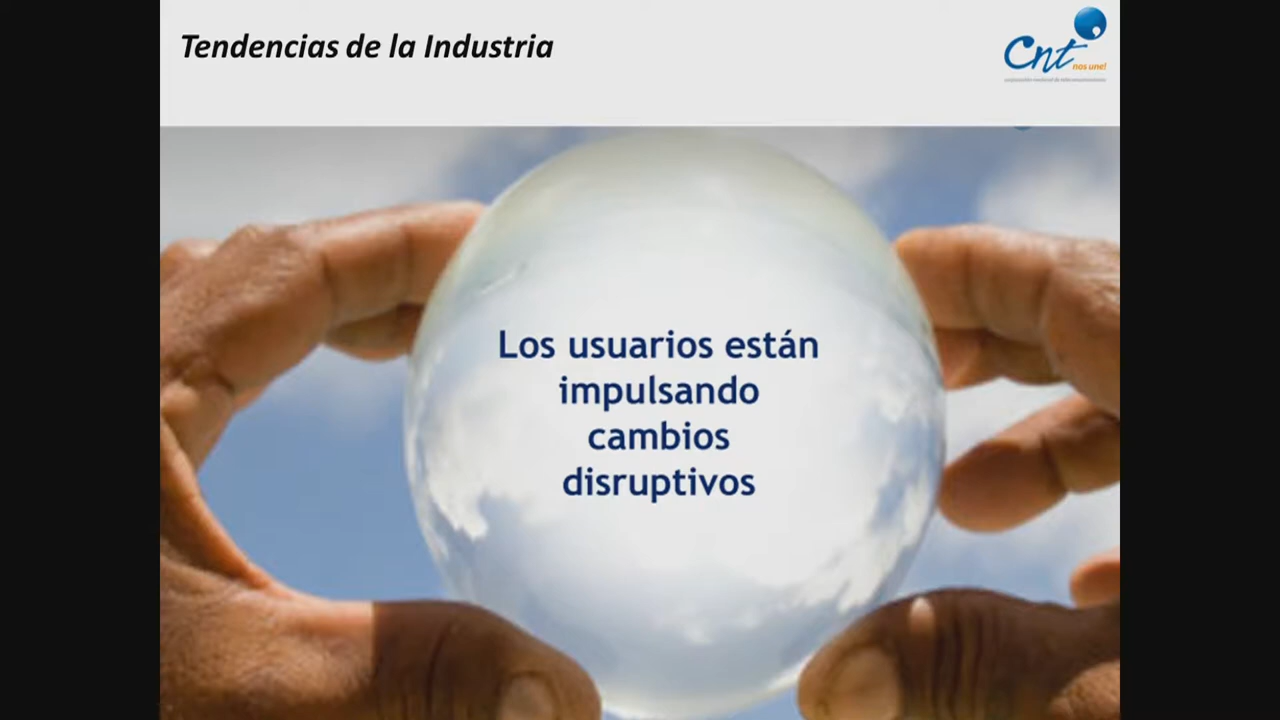 Tendencias de la Industria
Cnt
nos une!
Los usuarios están
impulsando
cambios
disruptivos